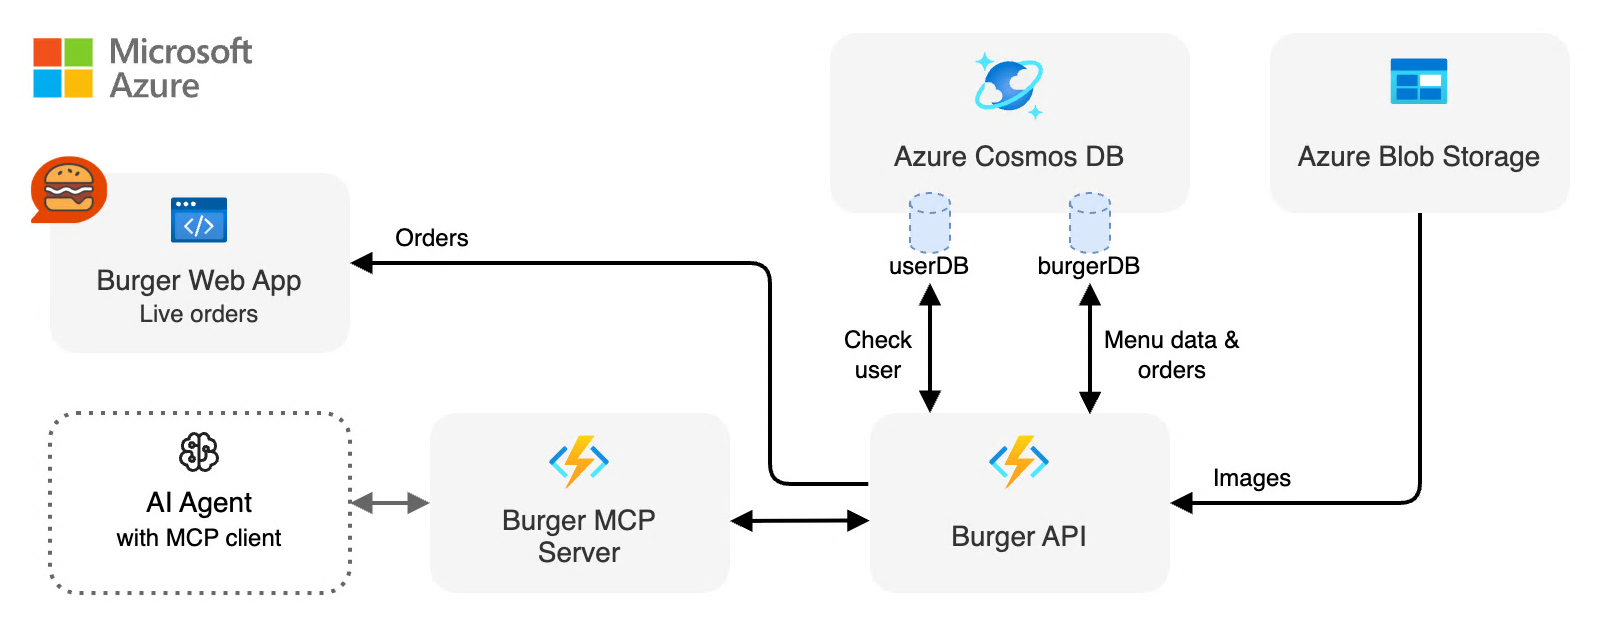 Microsoft
Azure
Azure Cosmos DB
Azure Blob Storage
Burger Web App
Live orders
Orders
userDB
burgerDB
Check
user
Menu data &
orders
AI Agent
with MCP client
Burger MCP
Server
Burger API
Images